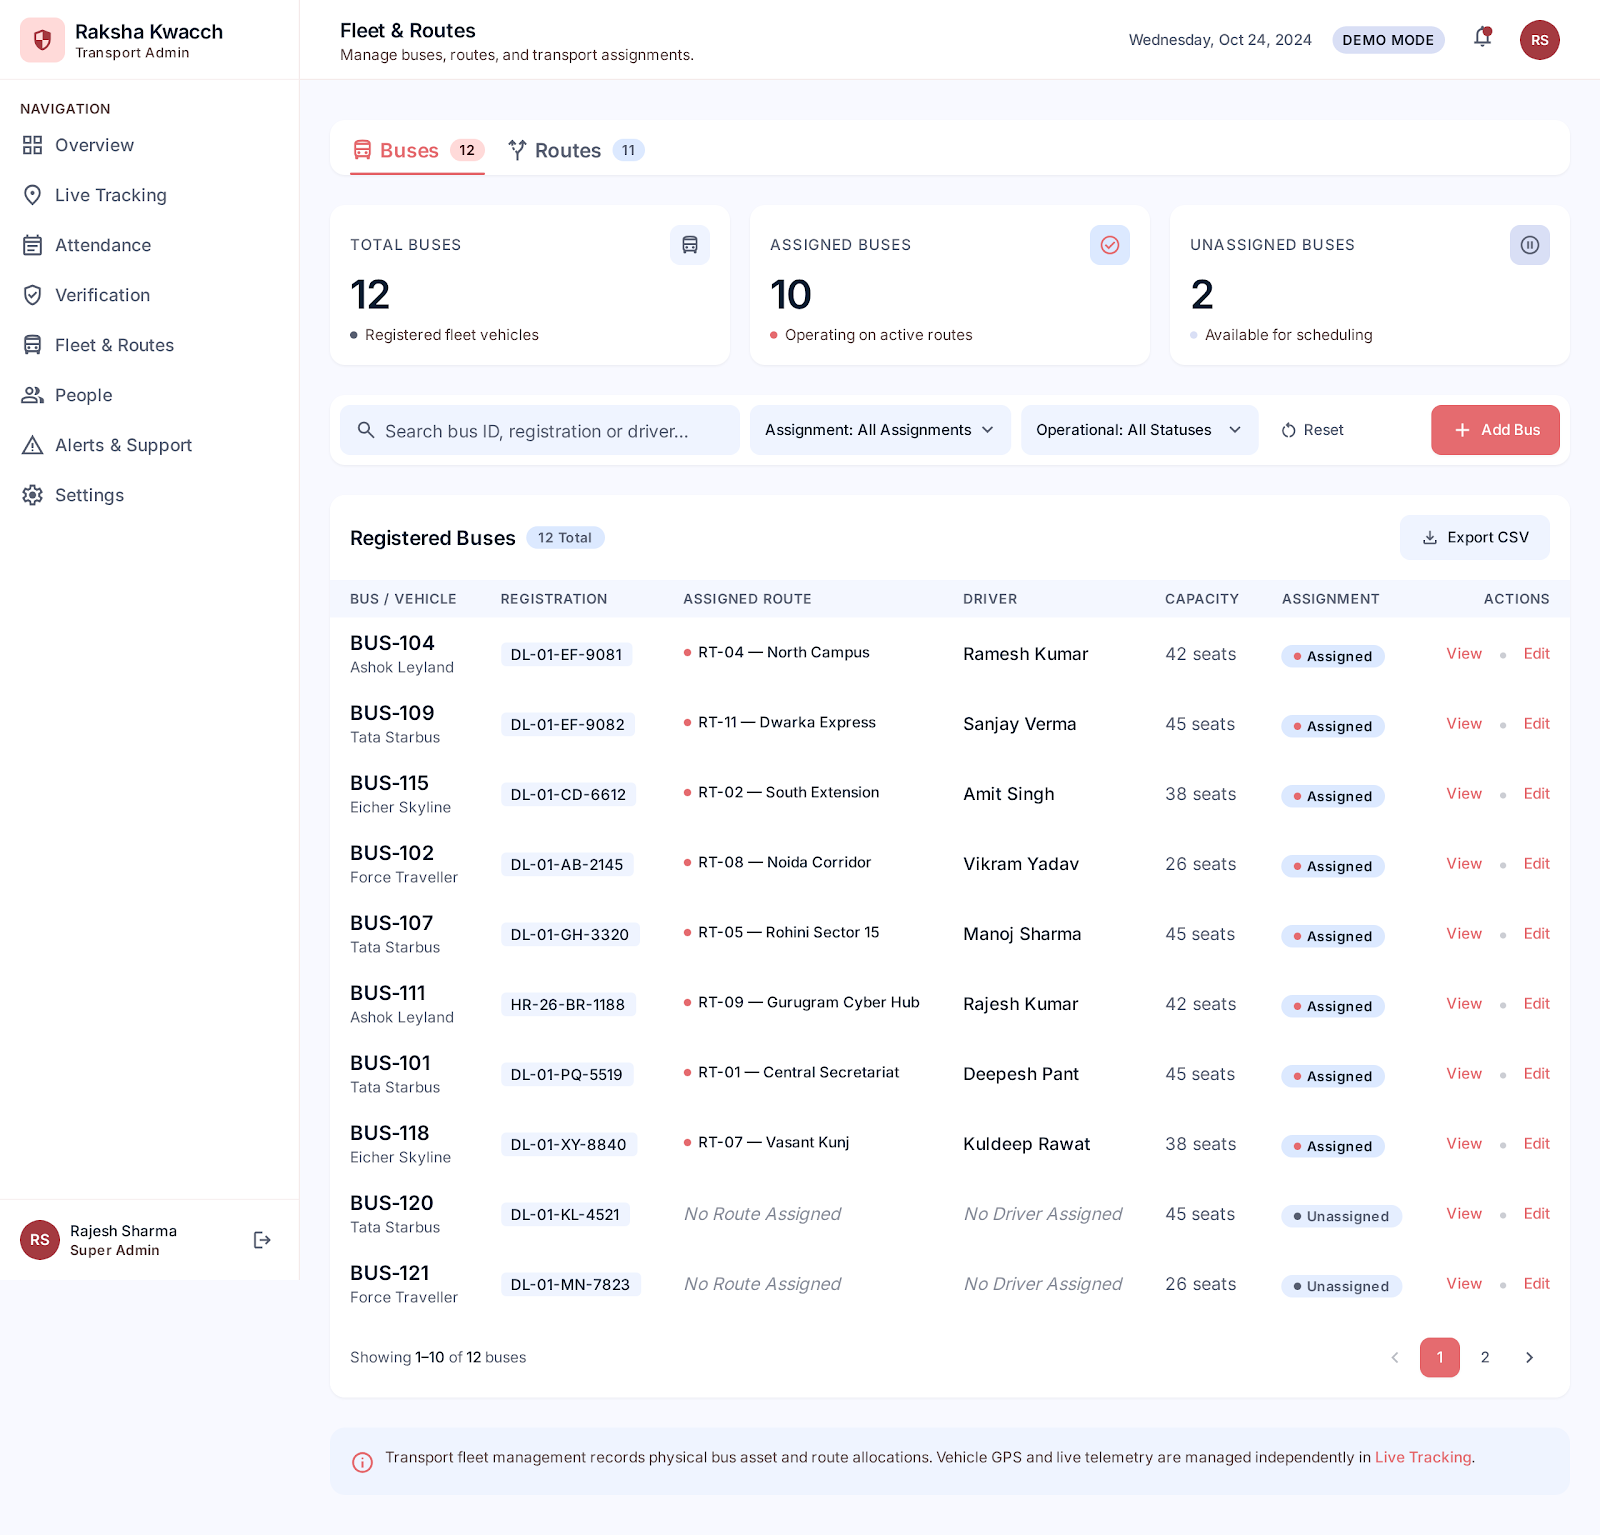 Raksha Kwacch
Transport Admin
Fleet & Routes
Manage buses, routes, and transport assignments.
Wednesday, Oct 24, 2024
DEMO MODE
RS
NAVIGATION
Overview
Live Tracking
Attendance
Verification
Fleet & Routes
People
Alerts & Support
Settings
RS
Rajesh Sharma
Super Admin
Buses 12
Routes 11
TOTAL BUSES
12
Registered fleet vehicles
ASSIGNED BUSES
10
Operating on active routes
UNASSIGNED BUSES
2
Available for scheduling
Search bus ID, registration or driver...
Assignment: All Assignments
Operational: All Statuses
Reset
Add Bus
Registered Buses 12 Total
Export CSV
BUS / VEHICLE REGISTRATION ASSIGNED ROUTE DRIVER CAPACITY ASSIGNMENT ACTIONS
BUS-104 DL-01-EF-9081 RT-04 — North Campus Ramesh Kumar 42 seats Assigned View Edit
Ashok Leyland
BUS-109 DL-01-EF-9082 RT-11 — Dwarka Express Sanjay Verma 45 seats Assigned View Edit
Tata Starbus
BUS-115 DL-01-CD-6612 RT-02 — South Extension Amit Singh 38 seats Assigned View Edit
Eicher Skyline
BUS-102 DL-01-AB-2145 RT-08 — Noida Corridor Vikram Yadav 26 seats Assigned View Edit
Force Traveller
BUS-107 DL-01-GH-3320 RT-05 — Rohini Sector 15 Manoj Sharma 45 seats Assigned View Edit
Tata Starbus
BUS-111 HR-26-BR-1188 RT-09 — Gurugram Cyber Hub Rajesh Kumar 42 seats Assigned View Edit
Ashok Leyland
BUS-101 DL-01-PQ-5519 RT-01 — Central Secretariat Deepesh Pant 45 seats Assigned View Edit
Tata Starbus
BUS-118 DL-01-XY-8840 RT-07 — Vasant Kunj Kuldeep Rawat 38 seats Assigned View Edit
Eicher Skyline
BUS-120 DL-01-KL-4521 No Route Assigned No Driver Assigned 45 seats Unassigned View Edit
Tata Starbus
BUS-121 DL-01-MN-7823 No Route Assigned No Driver Assigned 26 seats Unassigned View Edit
Force Traveller
Showing 1–10 of 12 buses
1 2
Transport fleet management records physical bus asset and route allocations. Vehicle GPS and live telemetry are managed independently in Live Tracking.